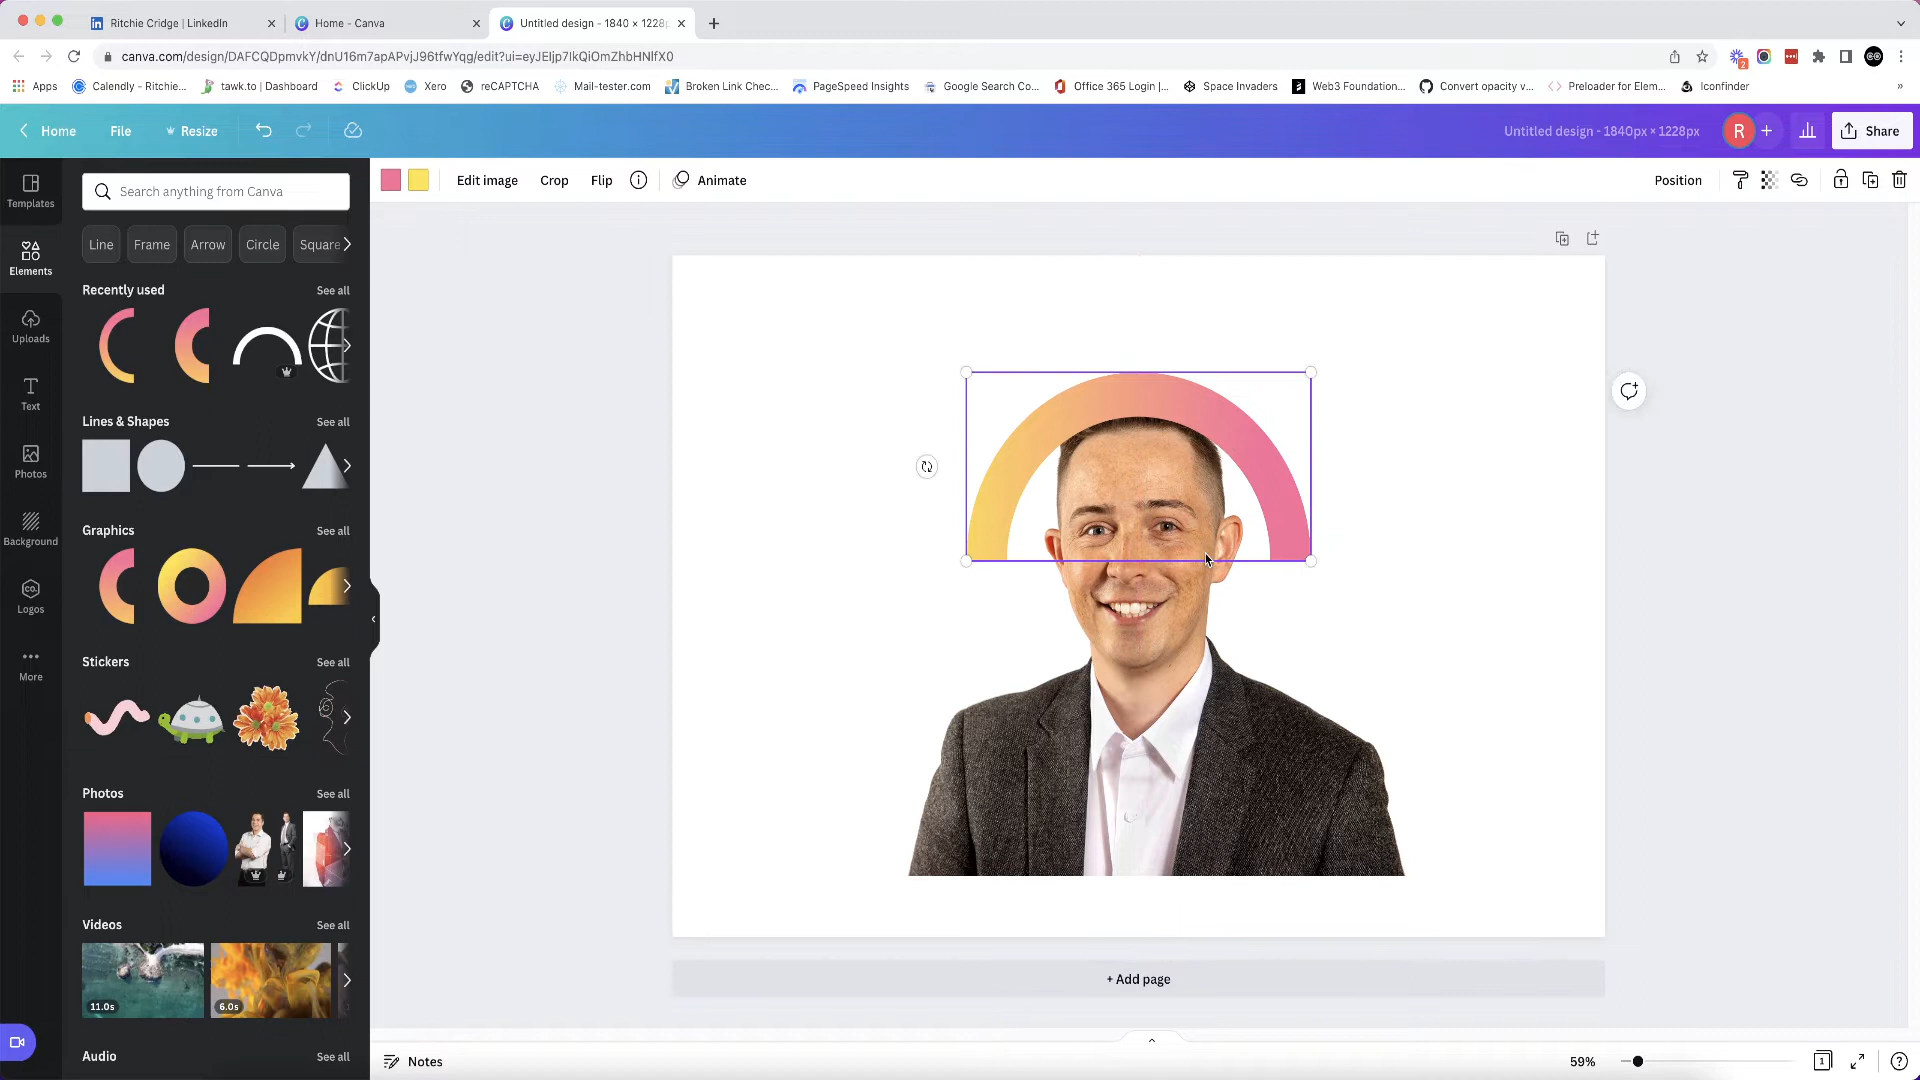 Ritchie Cridge | LinkedIn
Home - Canva
Untitled design - 1840 × 1228p
canva.com/design/DAFCQDpmvkY/dnU16m7apAPvjJ96tfwYqg/edit?ui=eyJEIjp7IkQiOmZhbHNlfX0
2
Apps
Calendly - Ritchie...
tawk.to | Dashboard
ClickUp
Xero
reCAPTCHA
Mail-tester.com
Broken Link Chec...
PageSpeed Insights
Google Search Co...
Office 365 Login |...
Space Invaders
Web3 Foundation...
Convert opacity v...
Preloader for Elem...
Iconfinder
Home
File
Resize
Untitled design - 1840px × 1228px
R
Share
Templates
Elements
Uploads
Text
Photos
Background
CO.
Logos
More
Search anything from Canva
Line
Frame
Arrow
Circle
Square
Recently used
See all
Lines & Shapes
See all
Graphics
See all
Stickers
See all
Photos
See all
Videos
See all
11.0s
6.0s
Audio
See all
Edit image
Crop
Flip
Animate
Position
+ Add page
Notes
59%
1